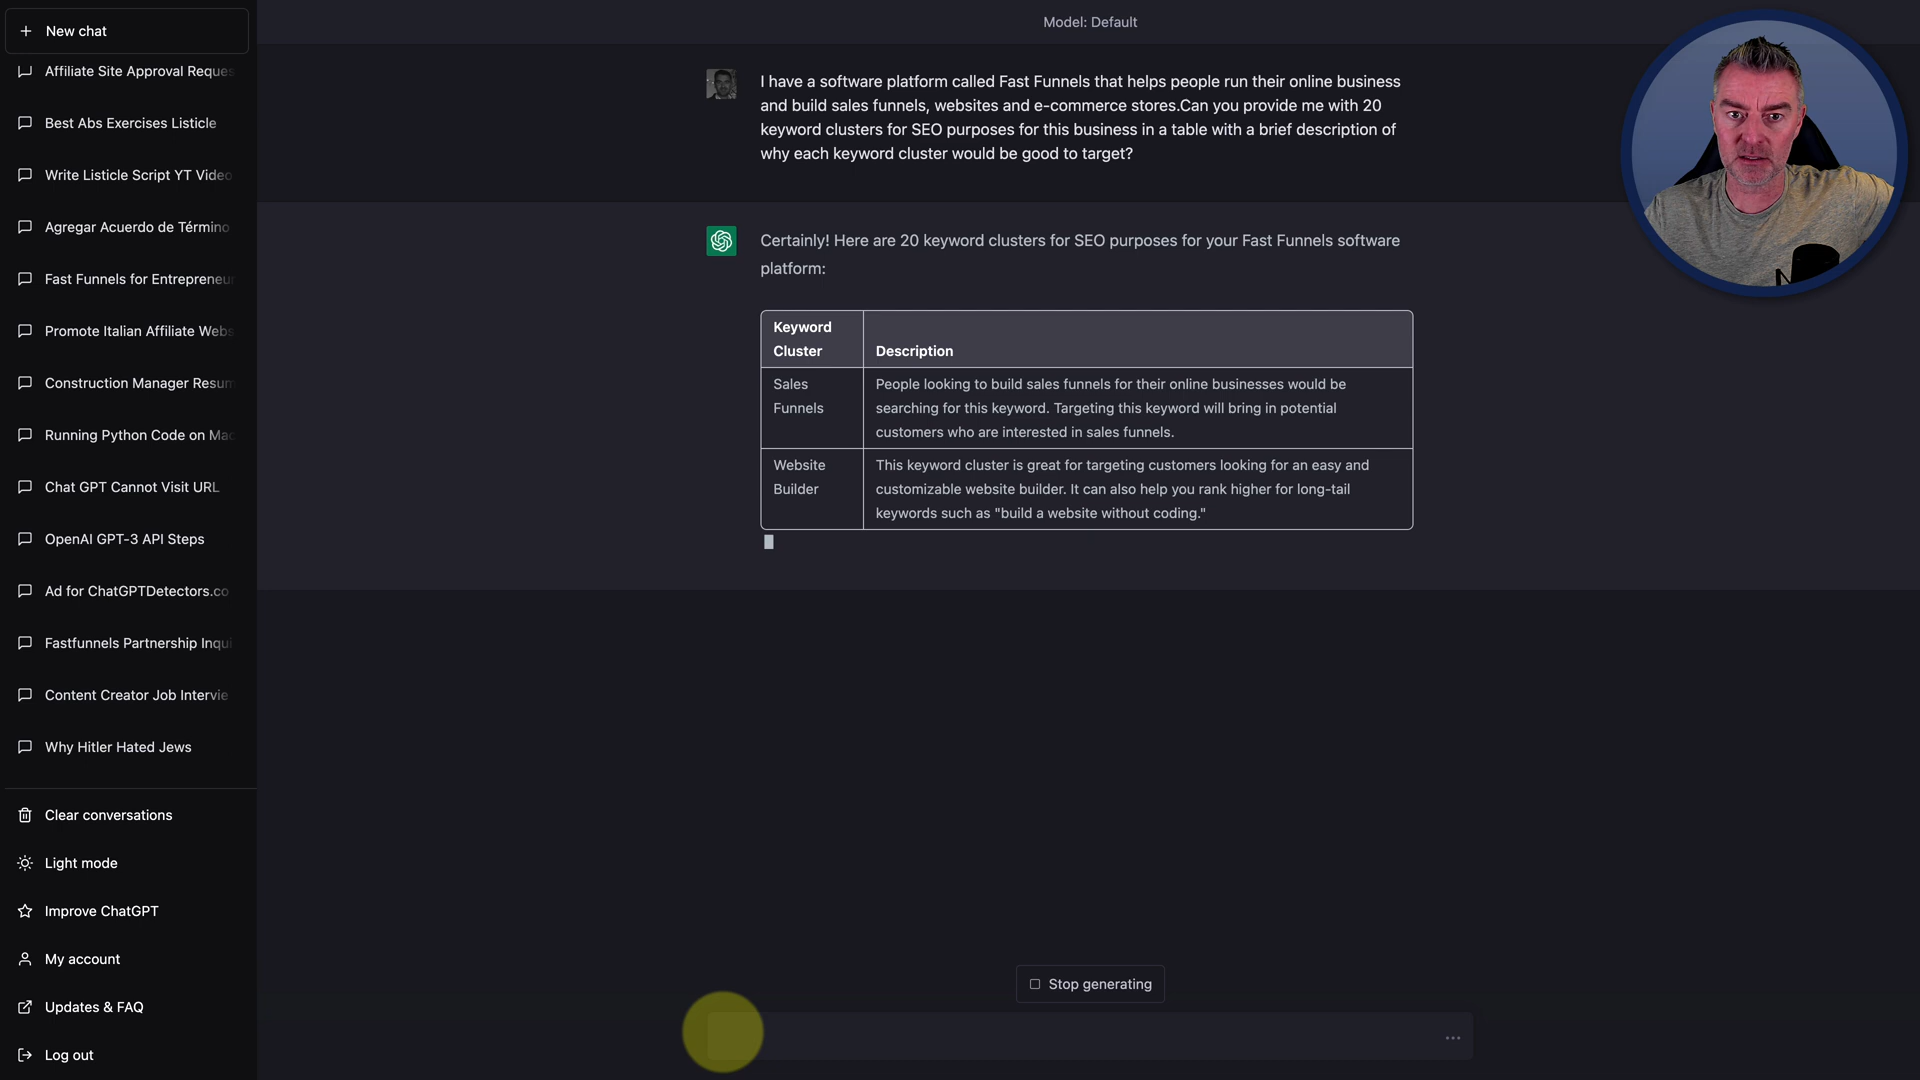 New chat
Affiliate Site Approval Reques
Best Abs Exercises Listicle
Write Listicle Script YT Video
Agregar Acuerdo de Término
Fast Funnels for Entrepreneur
Promote Italian Affiliate Webs
Construction Manager Resum
Running Python Code on Mac
Chat GPT Cannot Visit URL
OpenAI GPT-3 API Steps
Ad for ChatGPTDetectors.co
Fastfunnels Partnership Inqui
Content Creator Job Intervie
Why Hitler Hated Jews
Clear conversations
Light mode
Improve ChatGPT
My account
Updates & FAQ
Log out
Model: Default
I have a software platform called Fast Funnels that helps people run their online business
and build sales funnels, websites and e-commerce stores.Can you provide me with 20
keyword clusters for SEO purposes for this business in a table with a brief description of
why each keyword cluster would be good to target?
Certainly! Here are 20 keyword clusters for SEO purposes for your Fast Funnels software
platform:
Keyword
Cluster
Description
Sales
Funnels
People looking to build sales funnels for their online businesses would be
searching for this keyword. Targeting this keyword will bring in potential
customers who are interested in sales funnels.
Website
Builder
This keyword cluster is great for targeting customers looking for an easy and
customizable website builder. It can also help you rank higher for long-tail
keywords such as "build a website without coding."
Stop generating